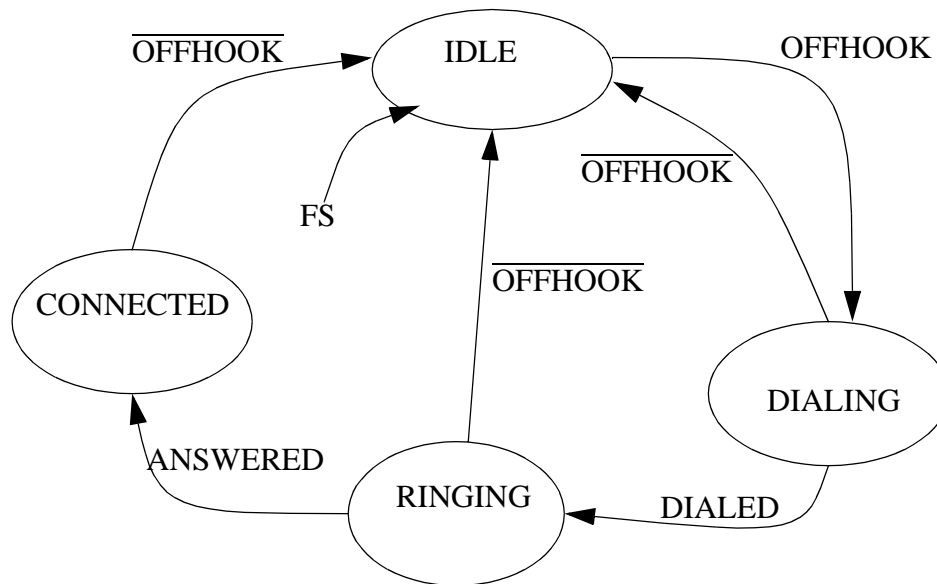 OFFHOOK
IDLE
OFFHOOK
OFFHOOK
FS
OFFHOOK
CONNECTED
DIALING
ANSWERED
RINGING
DIALED